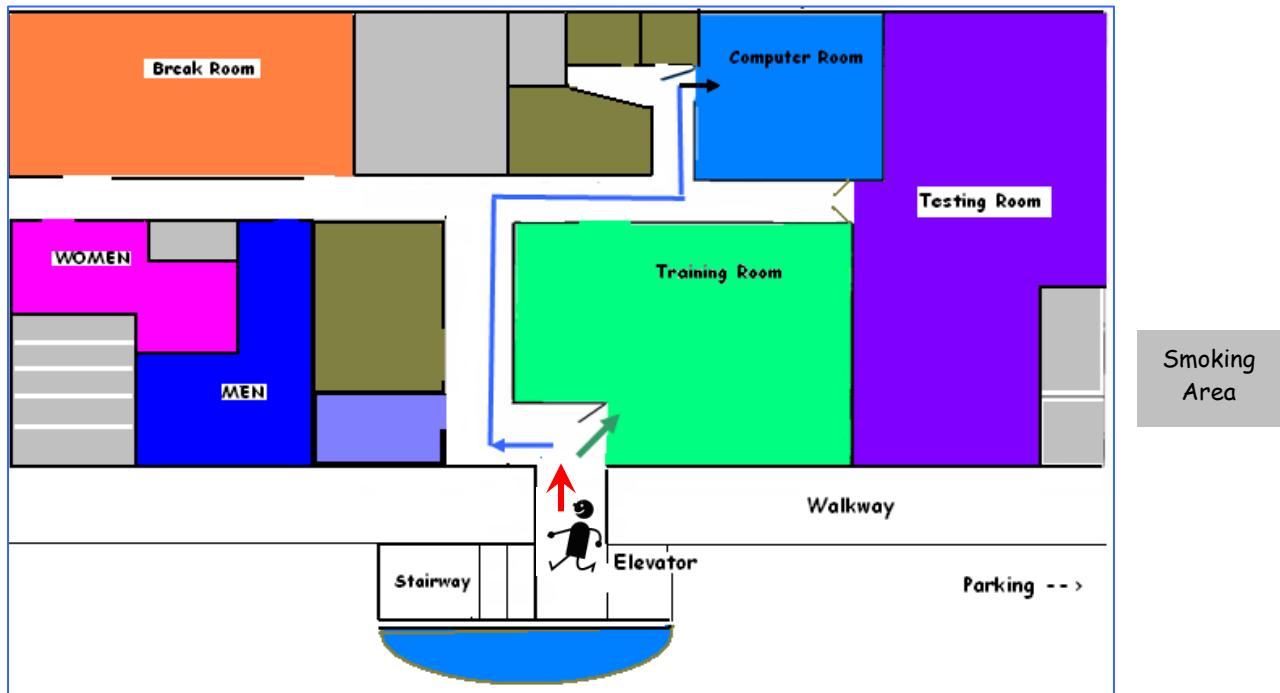 Break Room
Computer Room
Testing Room
WOMEN
Training Room
Smoking
Area
MEN
Walkway
Elevator
Stairway
Parking -->